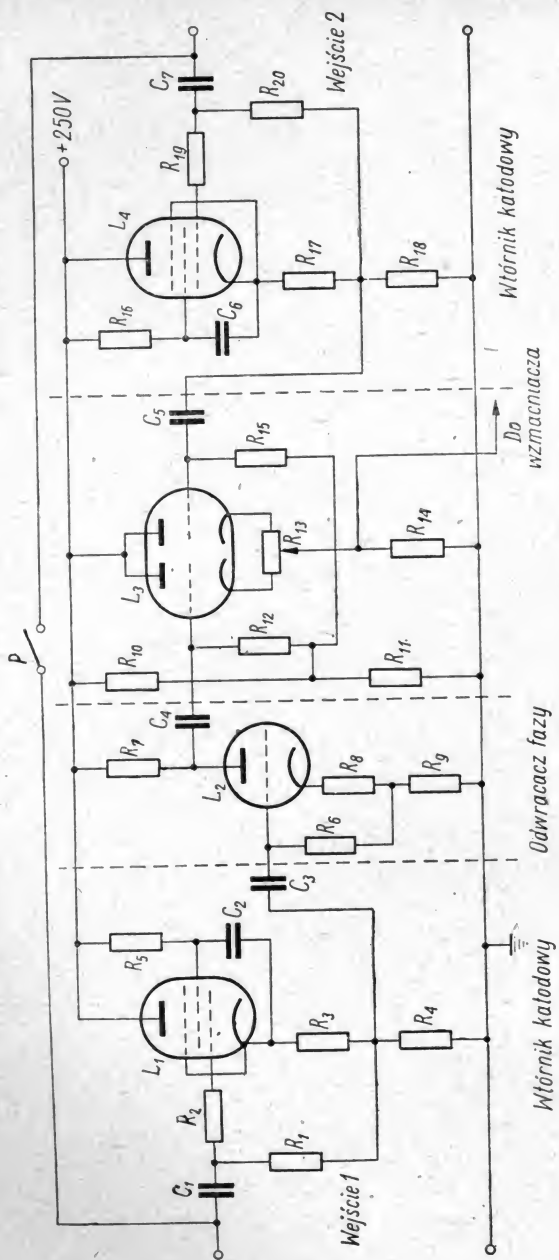 P
+250V
C₁
R₂
L₁
R₅
C₂
R₁
Wejście 1
R₃
R₄
Wtórnik katodowy
C₃
R₆
R₇
L₂
R₈
R₉
Odwracacz fazy
C₄
R₁₀
R₁₂
R₁₁
L₃
R₁₃
R₁₅
R₁₄
C₅
Do
wzmacniacza
R₁₆
C₆
L₄
R₁₇
R₁₈
R₁₉
C₇
R₂₀
Wejście 2
Wtórnik katodowy